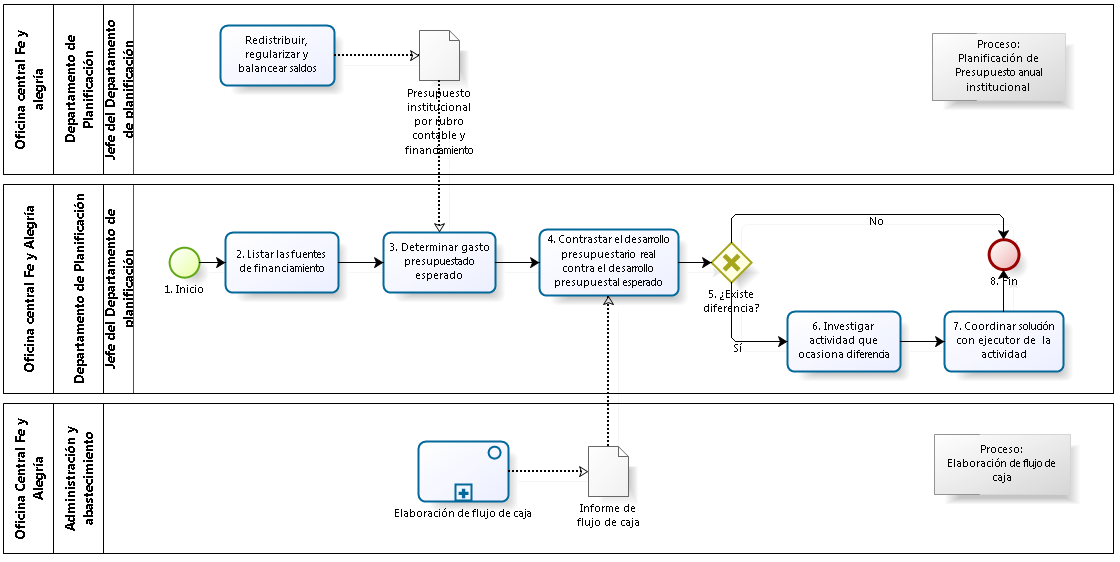 Oficina central Fe y
alegría
Departamento de
Planificación
Jefe del Departamento
de planificación
Redistribuir,
regularizar y
balancear saldos
Presupuesto
institucional
por rubro
contable y
financiamiento
Proceso:
Planificación de
Presupuesto anual
institucional
Oficina central Fe y Alegría
Departamento de Planificación
Jefe del Departamento de
planificación
1. Inicio
2. Listar las fuentes
de financiamiento
3. Determinar gasto
presupuestado
esperado
4. Contrastar el desarrollo
presupuestario real
contra el desarrollo
presupuestal esperado
5. ¿Existe
diferencia?
No
Sí
6. Investigar
actividad que
ocasiona diferencia
7. Coordinar solución
con ejecutor de la
actividad
8. Fin
Oficina Central Fe y
Alegría
Administración y
abastecimiento
Elaboración de flujo de caja
Informe de
flujo de caja
Proceso:
Elaboración de flujo de
caja